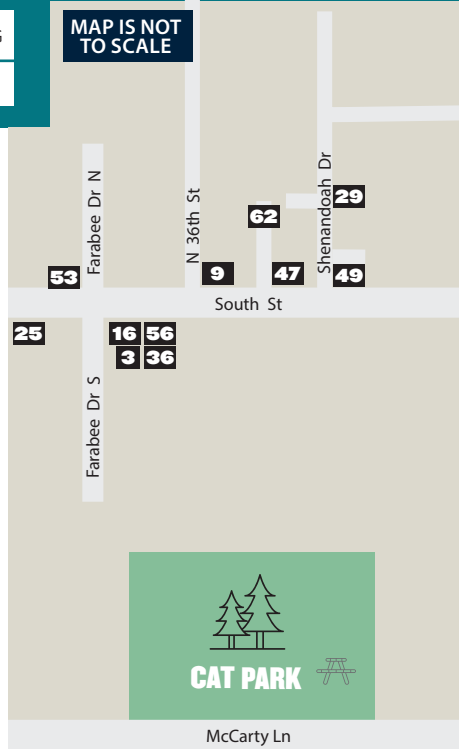 G
MAP IS NOT
TO SCALE
Farabee Dr N
N 36th St
Shenandoah Dr
29
62
53
9
47
49
South St
25
16
56
3
36
Farabee Dr S
CAT PARK
McCarty Ln